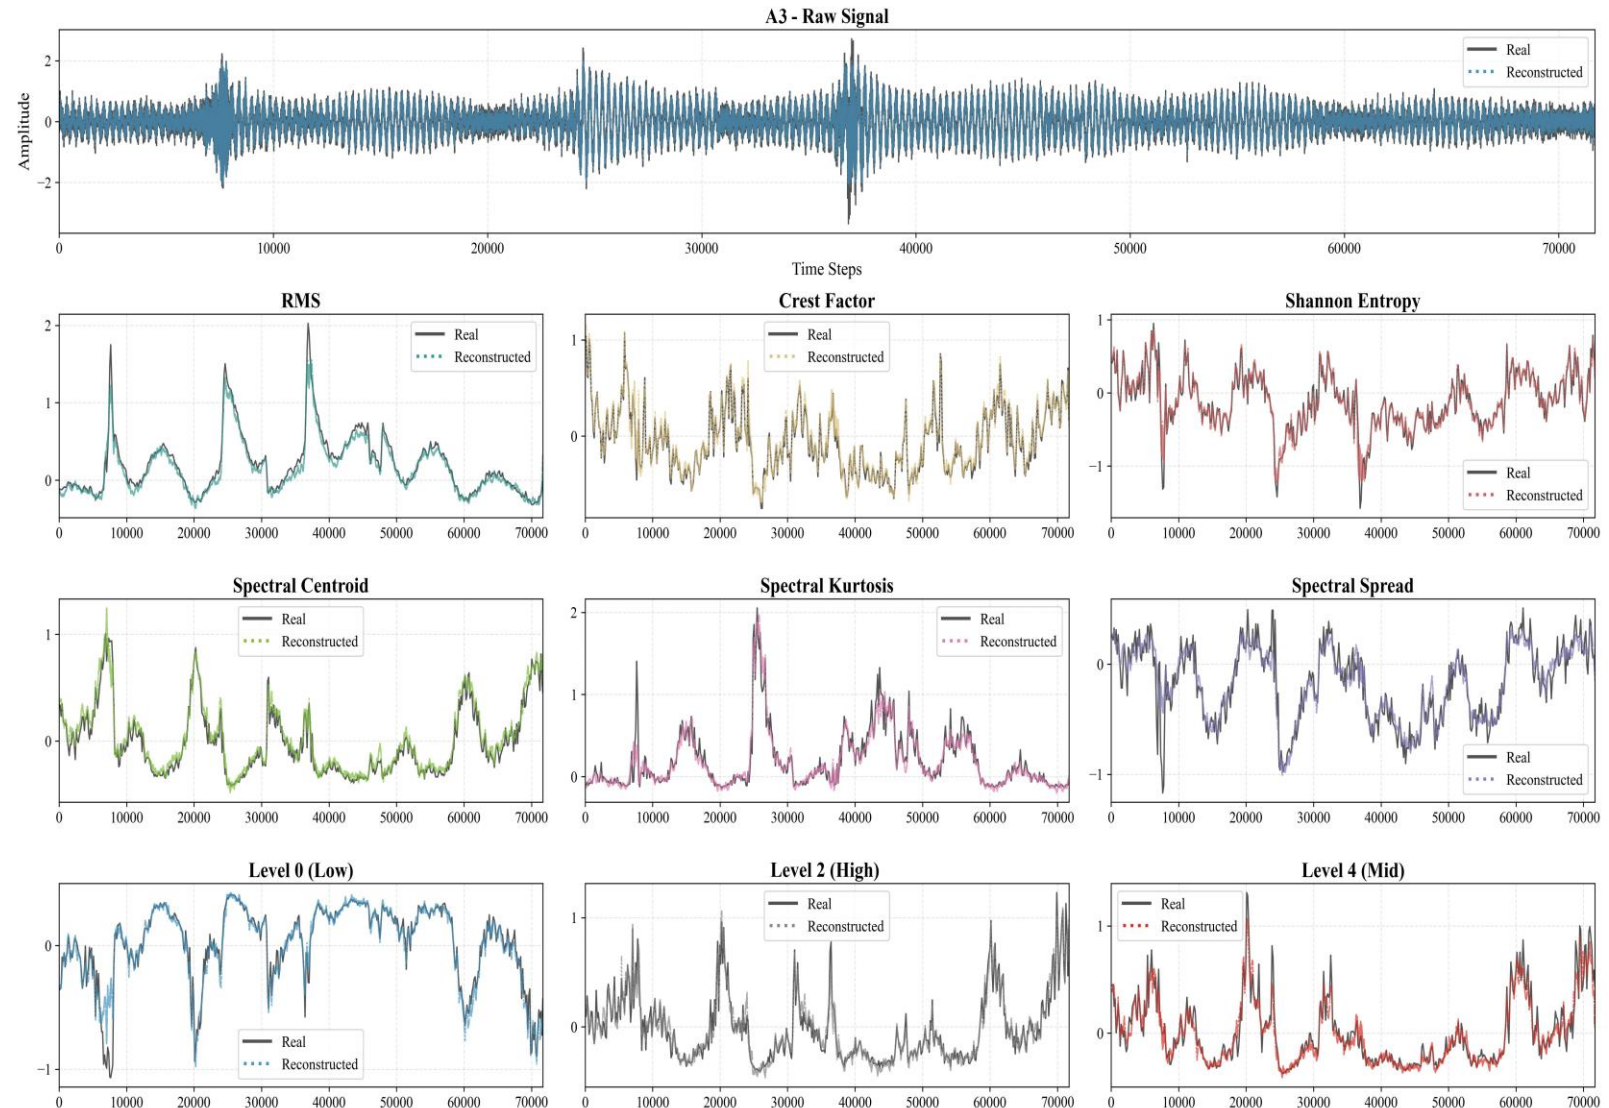 A3 - Raw Signal
Real
Reconstructed
Amplitude
2
0
−2
0 10000 20000 30000 40000 50000 60000 70000
Time Steps
RMS
Real
Reconstructed
2
1
0
0 10000 20000 30000 40000 50000 60000 70000
Crest Factor
Real
Reconstructed
1
0
0 10000 20000 30000 40000 50000 60000 70000
Shannon Entropy
1
0
−1
Real
Reconstructed
0 10000 20000 30000 40000 50000 60000 70000
Spectral Centroid
Real
Reconstructed
1
0
0 10000 20000 30000 40000 50000 60000 70000
Spectral Kurtosis
Real
Reconstructed
2
1
0
0 10000 20000 30000 40000 50000 60000 70000
Spectral Spread
0
−1
Real
Reconstructed
0 10000 20000 30000 40000 50000 60000 70000
Level 0 (Low)
0
−1
Real
Reconstructed
0 10000 20000 30000 40000 50000 60000 70000
Level 2 (High)
Real
Reconstructed
1
0
0 10000 20000 30000 40000 50000 60000 70000
Level 4 (Mid)
Real
Reconstructed
1
0
0 10000 20000 30000 40000 50000 60000 70000